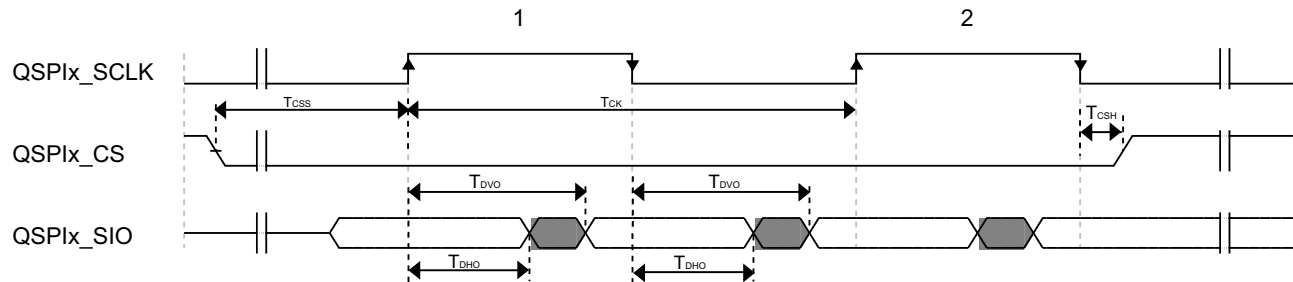 1 2
QSPIx_SCLK
TCSS TCK
TCSH
QSPIx_CS
TDVO TDVO
QSPIx_SIO
TDHO TDHO